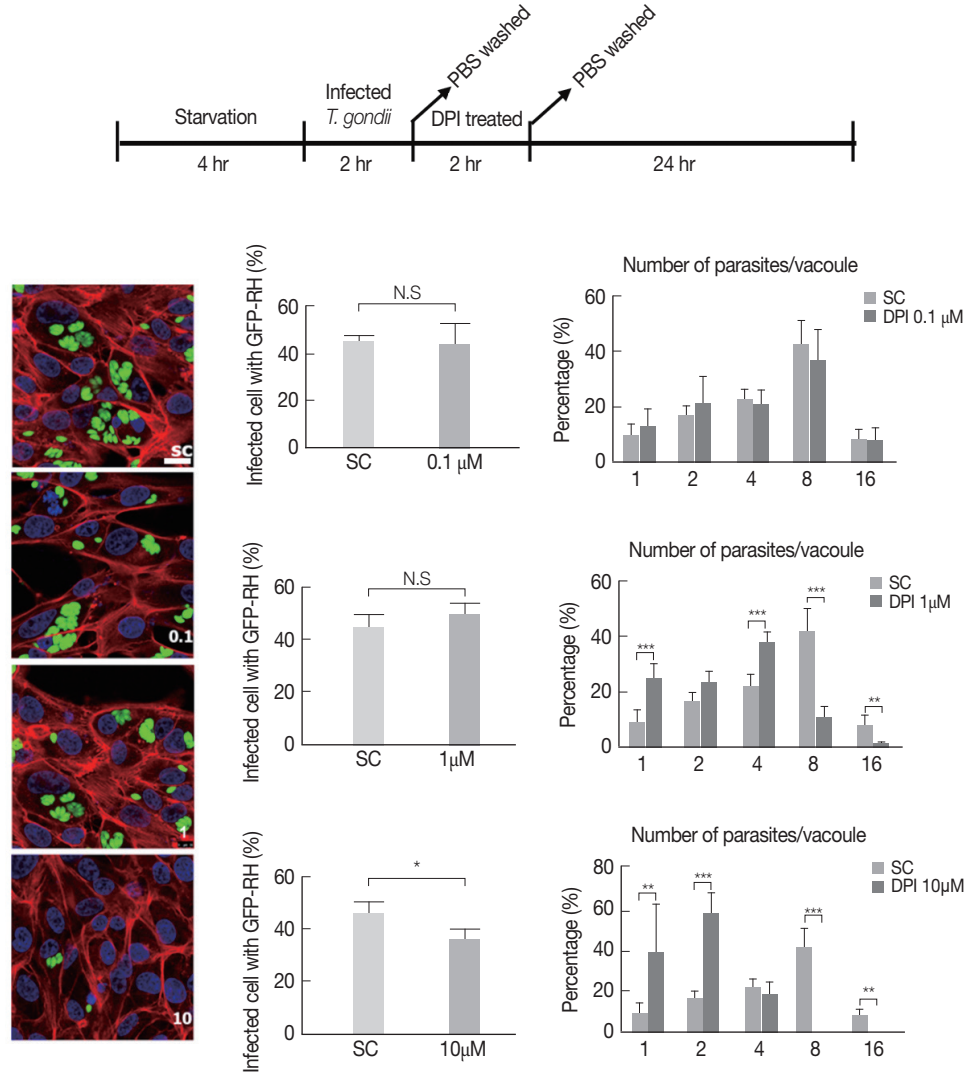 PBS washed
PBS washed
Infected
T. gondii
Starvation
DPI treated
4 hr
2 hr
2 hr
24 hr
SC
0.1
1
10
Infected cell with GFP-RH (%)
60
40
20
0
N.S
SC
0.1 μM
Number of parasites/vacoule
Percentage (%)
60
40
20
0
SC
DPI 0.1 μM
1
2
4
8
16
Infected cell with GFP-RH (%)
60
40
20
0
N.S
SC
1μM
Number of parasites/vacoule
Percentage (%)
60
40
20
0
SC
DPI 1μM
***
***
***
**
1
2
4
8
16
Infected cell with GFP-RH (%)
60
40
20
0
*
SC
10μM
Number of parasites/vacoule
Percentage (%)
80
60
40
20
0
SC
DPI 10μM
**
***
***
**
1
2
4
8
16